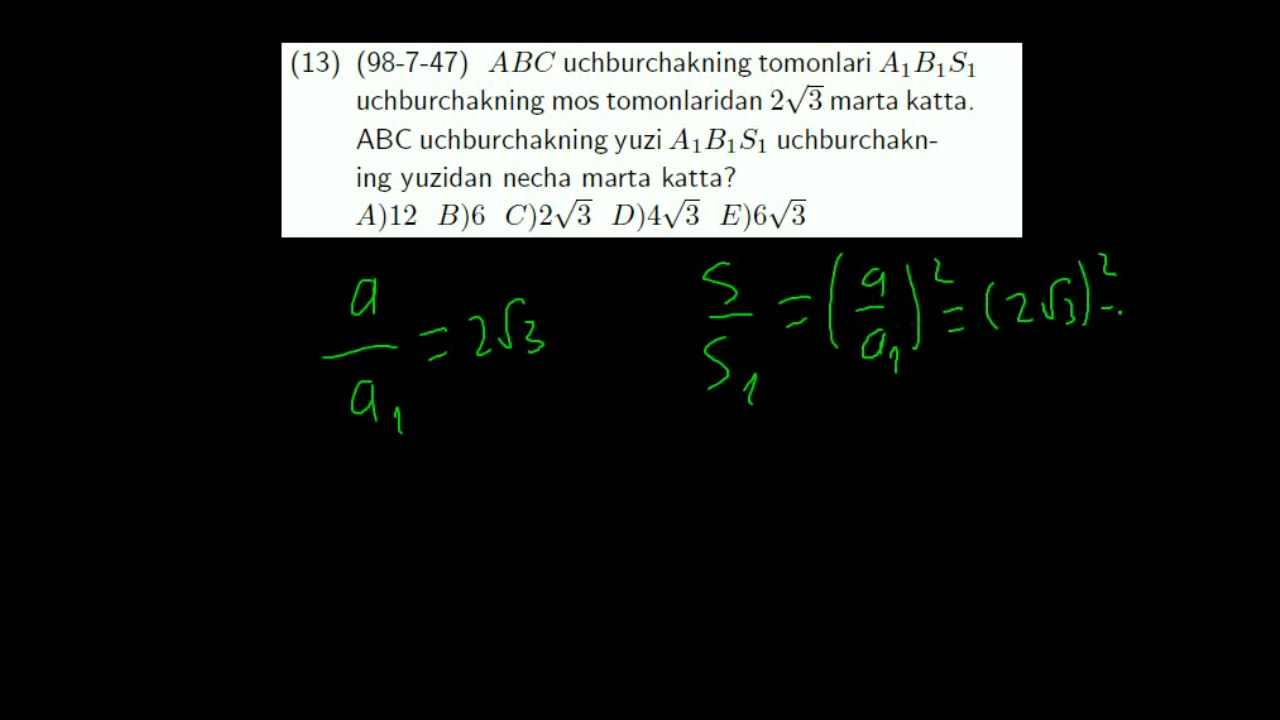 (13) (98-7-47) ABC uchburchakning tomonlari A₁B₁S₁
uchburchakning mos tomonlaridan 2√3 marta katta.
ABC uchburchakning yuzi A₁B₁S₁ uchburchakn-
ing yuzidan necha marta katta?
A)12 B)6 C)2√3 D)4√3 E)6√3
a/a₁ = 2√3
S/S₁ = (a/a₁)² = (2√3)² =